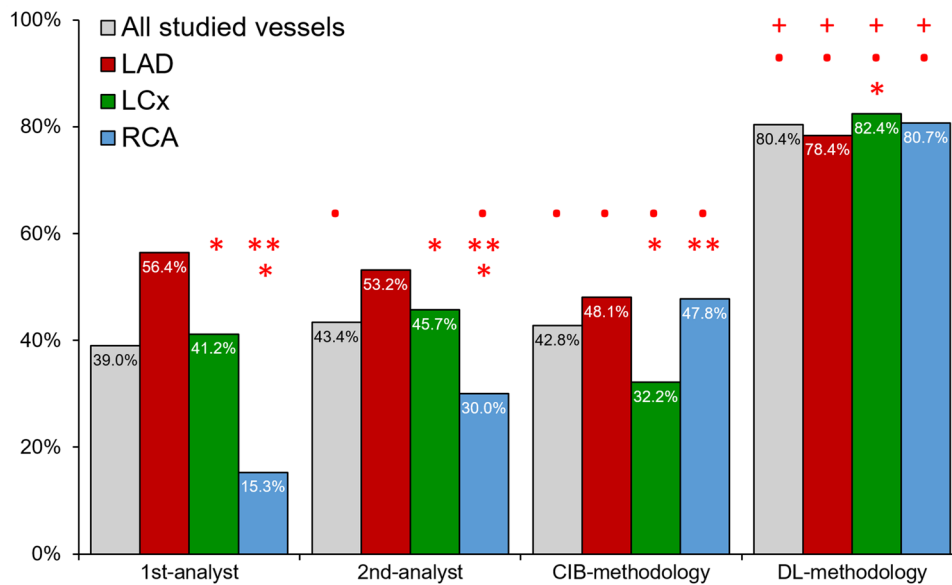 100%
80%
60%
40%
20%
0%
All studied vessels
LAD
LCx
RCA
+ + + +
▪ ▪ ▪ ▪
*
80.4% 78.4% 82.4% 80.7%
▪ ▪ ▪ ▪ ▪ ▪
* ** * ** * **
* *
39.0% 56.4% 41.2% 15.3%
43.4% 53.2% 45.7% 30.0%
42.8% 48.1% 32.2% 47.8%
1st-analyst 2nd-analyst CIB-methodology DL-methodology